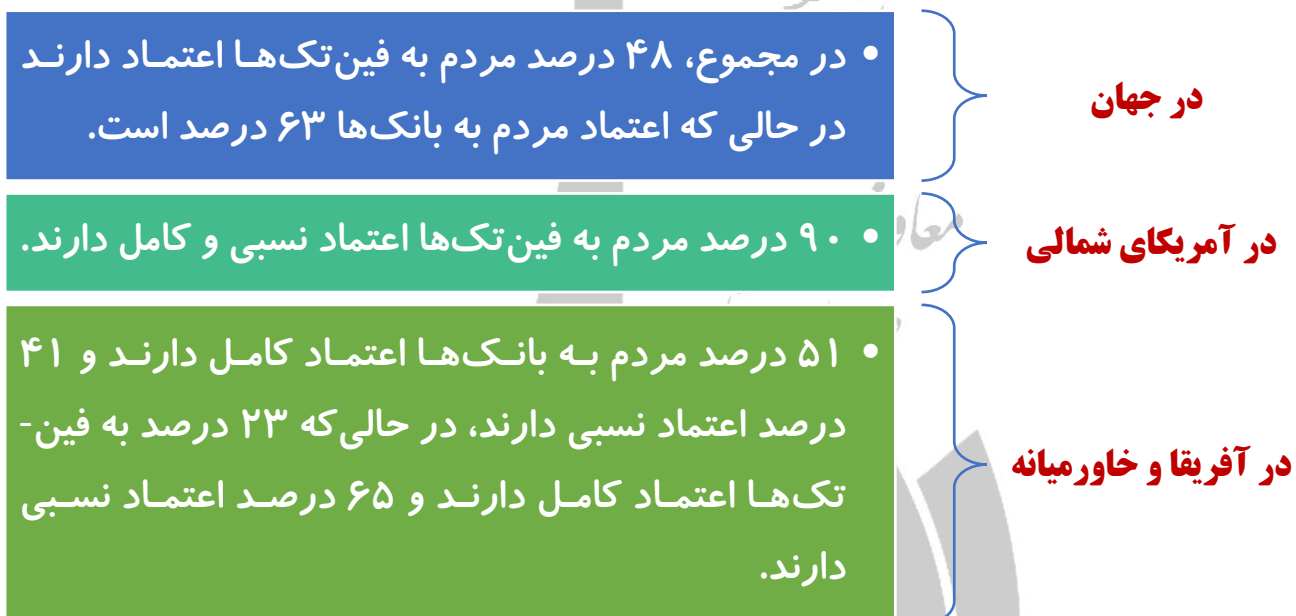 در جهان
• در مجموع، ۴۸ درصد مردم به فین‌تک‌ها اعتماد دارند
در حالی که اعتماد مردم به بانک‌ها ۶۳ درصد است.
در آمریکای شمالی
• ۹۰ درصد مردم به فین‌تک‌ها اعتماد نسبی و کامل دارند.
در آفریقا و خاورمیانه
• ۵۱ درصد مردم به بانک‌ها اعتماد کامل دارند و ۴۱
درصد اعتماد نسبی دارند، در حالی‌که ۲۳ درصد به فین-
تک‌ها اعتماد کامل دارند و ۶۵ درصد اعتماد نسبی
دارند.